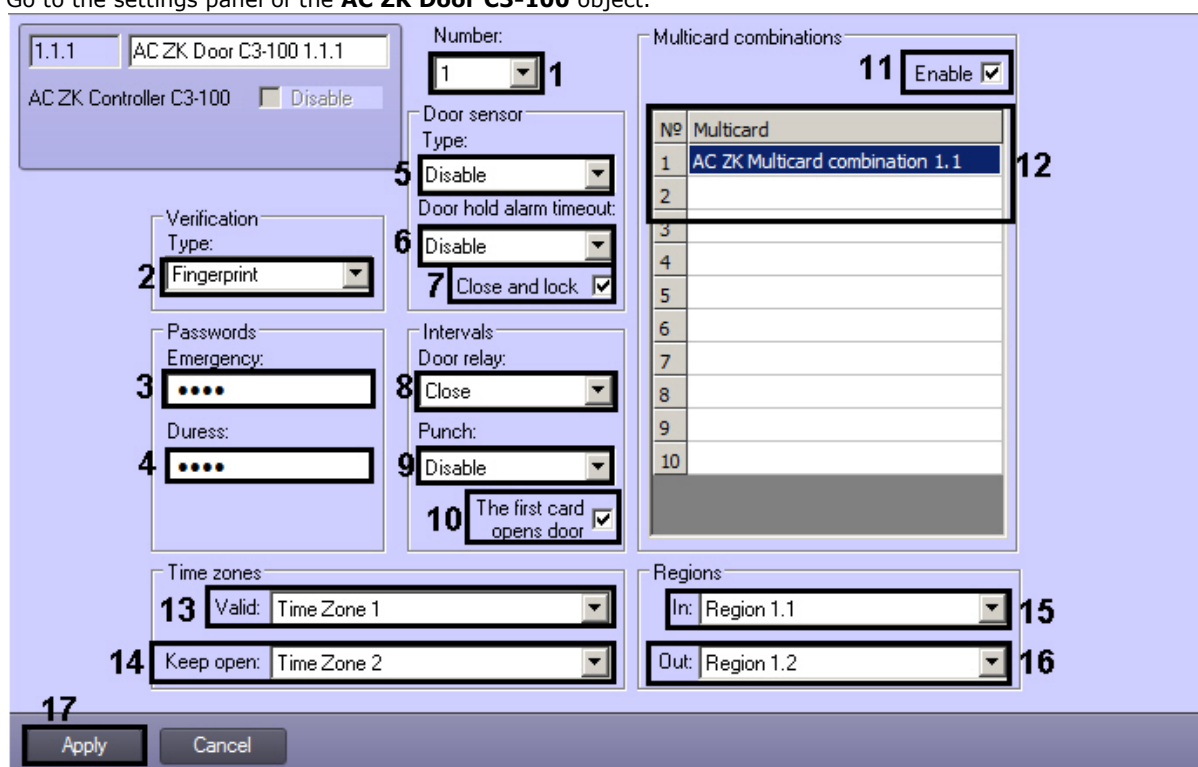 Go to the settings panel of the AC ZK Door C3-100 object.
1.1.1 AC ZK Door C3-100 1.1.1
AC ZK Controller C3-100 Disable
Number:
1 1
Door sensor
Type:
5 Disable
Door hold alarm timeout:
6 Disable
7 Close and lock
Verification
Type:
2 Fingerprint
Passwords
Emergency:
3 ••••
Duress:
4 ••••
Intervals
Door relay:
8 Close
Punch:
9 Disable
10 The first card
opens door
Multicard combinations
11 Enable
Nº Multicard
1 AC ZK Multicard combination 1.1 12
2
3
4
5
6
7
8
9
10
Time zones
13 Valid: Time Zone 1
14 Keep open: Time Zone 2
Regions
In: Region 1.1 15
Out: Region 1.2 16
17
Apply Cancel